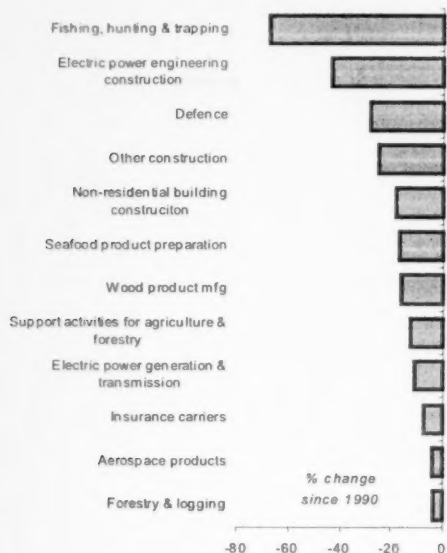 Fishing, hunting & trapping
Electric power engineering
construction
Defence
Other construction
Non-residential building
construciton
Seafood product preparation
Wood product mfg
Support activities for agriculture &
forestry
Electric power generation &
transmission
Insurance carriers
Aerospace products
Forestry & logging
% change
since 1990
-80 -60 -40 -20 0